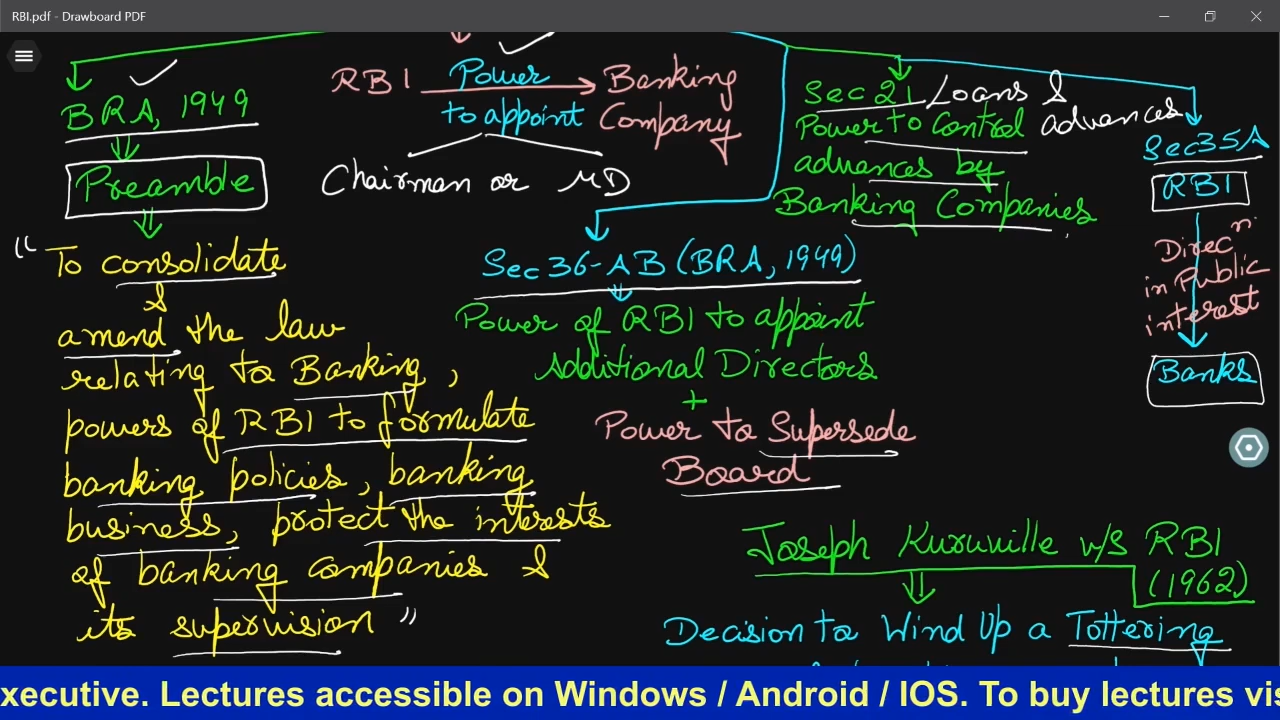 RBI.pdf - Drawboard PDF
BRA, 1949
Preamble
"To consolidate
&
amend the law
relating to Banking,
powers of RBI to formulate
banking policies, banking
business, protect the interests
of banking companies &
its supervision"
RBI Power to appoint Banking Company
Chairman or MD
Sec 36-AB (BRA, 1949)
Power of RBI to appoint
Additional Directors
+
Power to Supersede
Board
Sec 21 Loans & advances
Power to Control
advances by
Banking Companies
Sec 35A
RBI
Direcⁿ
in Public
interest
Banks
Joseph Kuruville v/s RBI
(1962)
Decision to Wind Up a Tottering
xecutive. Lectures accessible on Windows / Android / IOS. To buy lectures vis